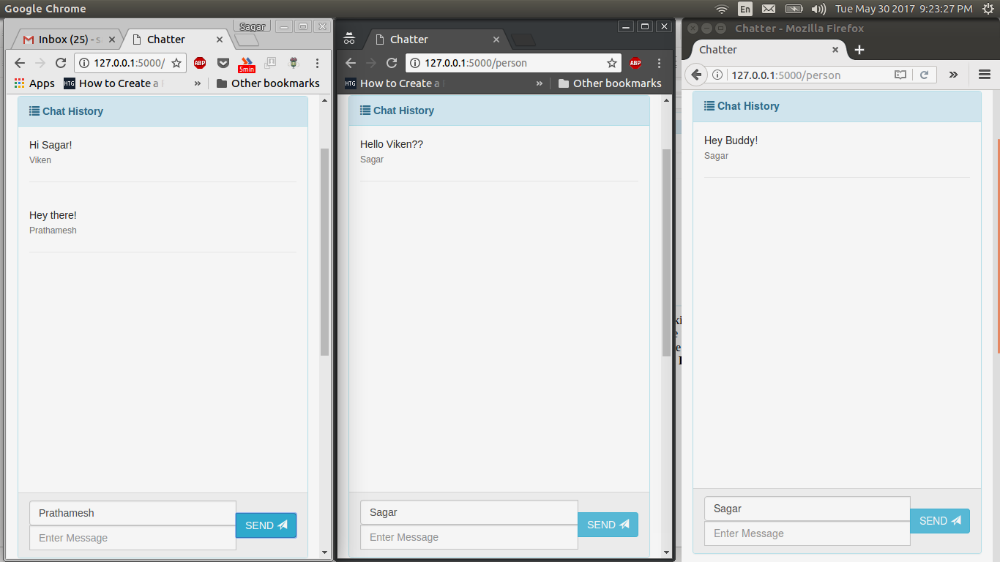 Google Chrome
En
Tue May 30 2017 9:23:27 PM
Sagar
Inbox (25) - s
Chatter
127.0.0.1:5000/
ABP
5min
Apps
HTG How to Create a
»
Other bookmarks
Chat History
Hi Sagar!
Viken
Hey there!
Prathamesh
Prathamesh
Enter Message
SEND
Chatter
127.0.0.1:5000/person
ABP
HTG How to Create a
»
Other bookmarks
Chat History
Hello Viken??
Sagar
Sagar
Enter Message
SEND
Chatter - Mozilla Firefox
Chatter
127.0.0.1:5000/person
»
Chat History
Hey Buddy!
Sagar
Sagar
Enter Message
SEND